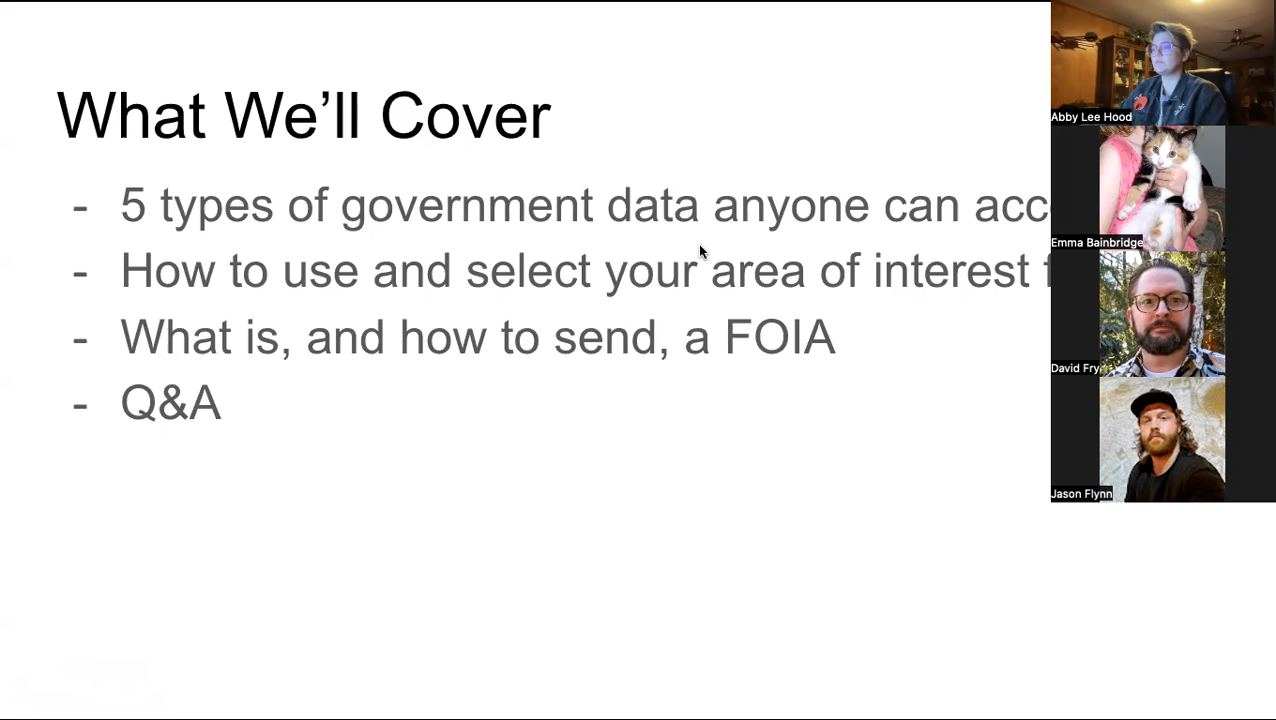 What We'll Cover
- 5 types of government data anyone can acc
- How to use and select your area of interest f
- What is, and how to send, a FOIA
- Q&A
Abby Lee Hood
Emma Bainbridge
David Fry
Jason Flynn